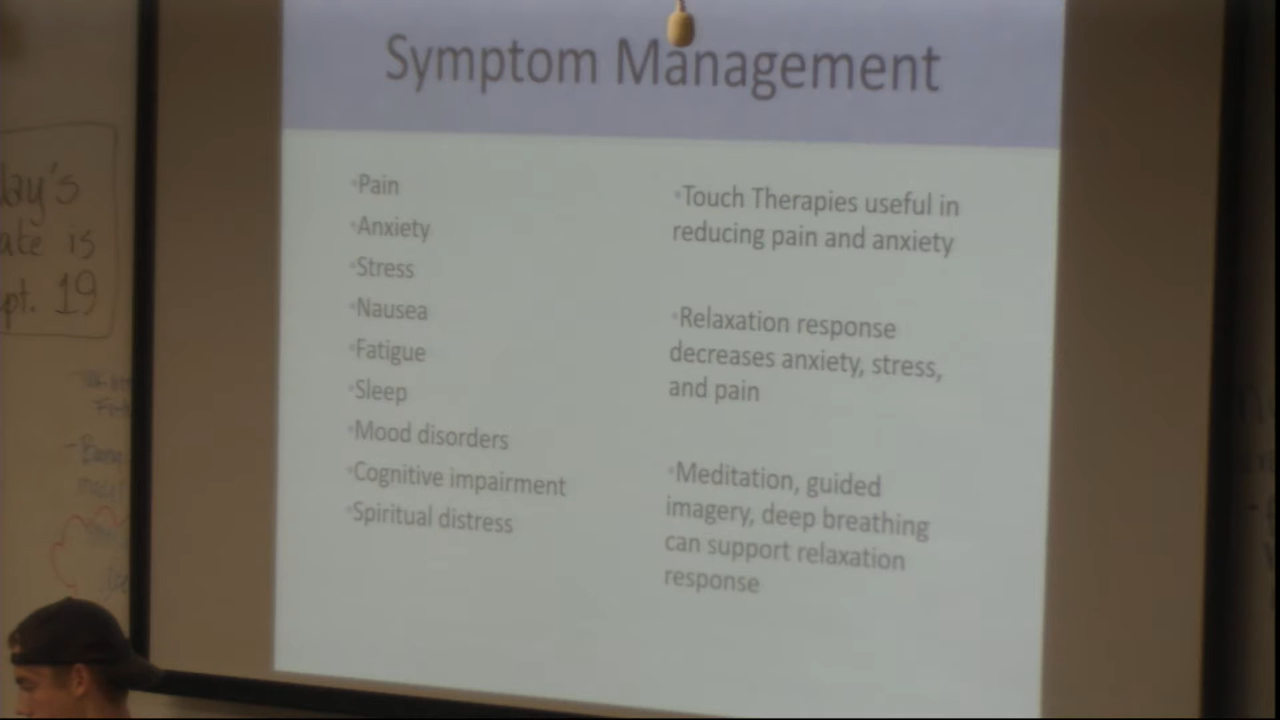 Symptom Management
•Pain
•Anxiety
•Stress
•Nausea
•Fatigue
•Sleep
•Mood disorders
•Cognitive impairment
•Spiritual distress
•Touch Therapies useful in
reducing pain and anxiety
•Relaxation response
decreases anxiety, stress,
and pain
•Meditation, guided
imagery, deep breathing
can support relaxation
response
lay's
ate is
pt. 19